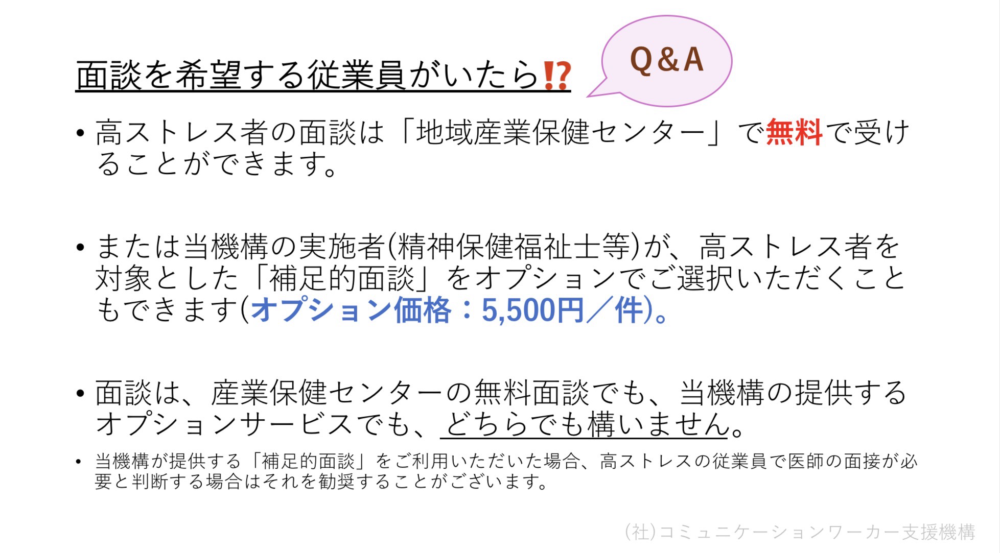 面談を希望する従業員がいたら⁉
Q&A
• 高ストレス者の面談は「地域産業保健センター」で無料で受け
ることができます。
• または当機構の実施者(精神保健福祉士等)が、高ストレス者を
対象とした「補足的面談」をオプションでご選択いただくこと
もできます(オプション価格：5,500円／件)。
• 面談は、産業保健センターの無料面談でも、当機構の提供する
オプションサービスでも、どちらでも構いません。
• 当機構が提供する「補足的面談」をご利用いただいた場合、高ストレスの従業員で医師の面接が必
要と判断する場合はそれを勧奨することがございます。
(社)コミュニケーションワーカー支援機構